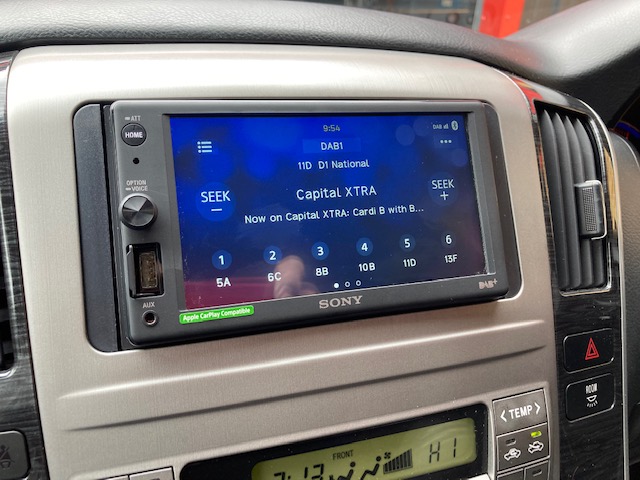 ATT
HOME
OPTION
VOICE
AUX
9:54
DAB
DAB1
11D D1 National
SEEK
−
Capital XTRA
SEEK
+
Now on Capital XTRA: Cardi B with B...
1 2 3 4 5 6
5A 6C 8B 10B 11D 13F
SONY
DAB+
Apple CarPlay Compatible
ROOM
< TEMP >
FRONT
HI